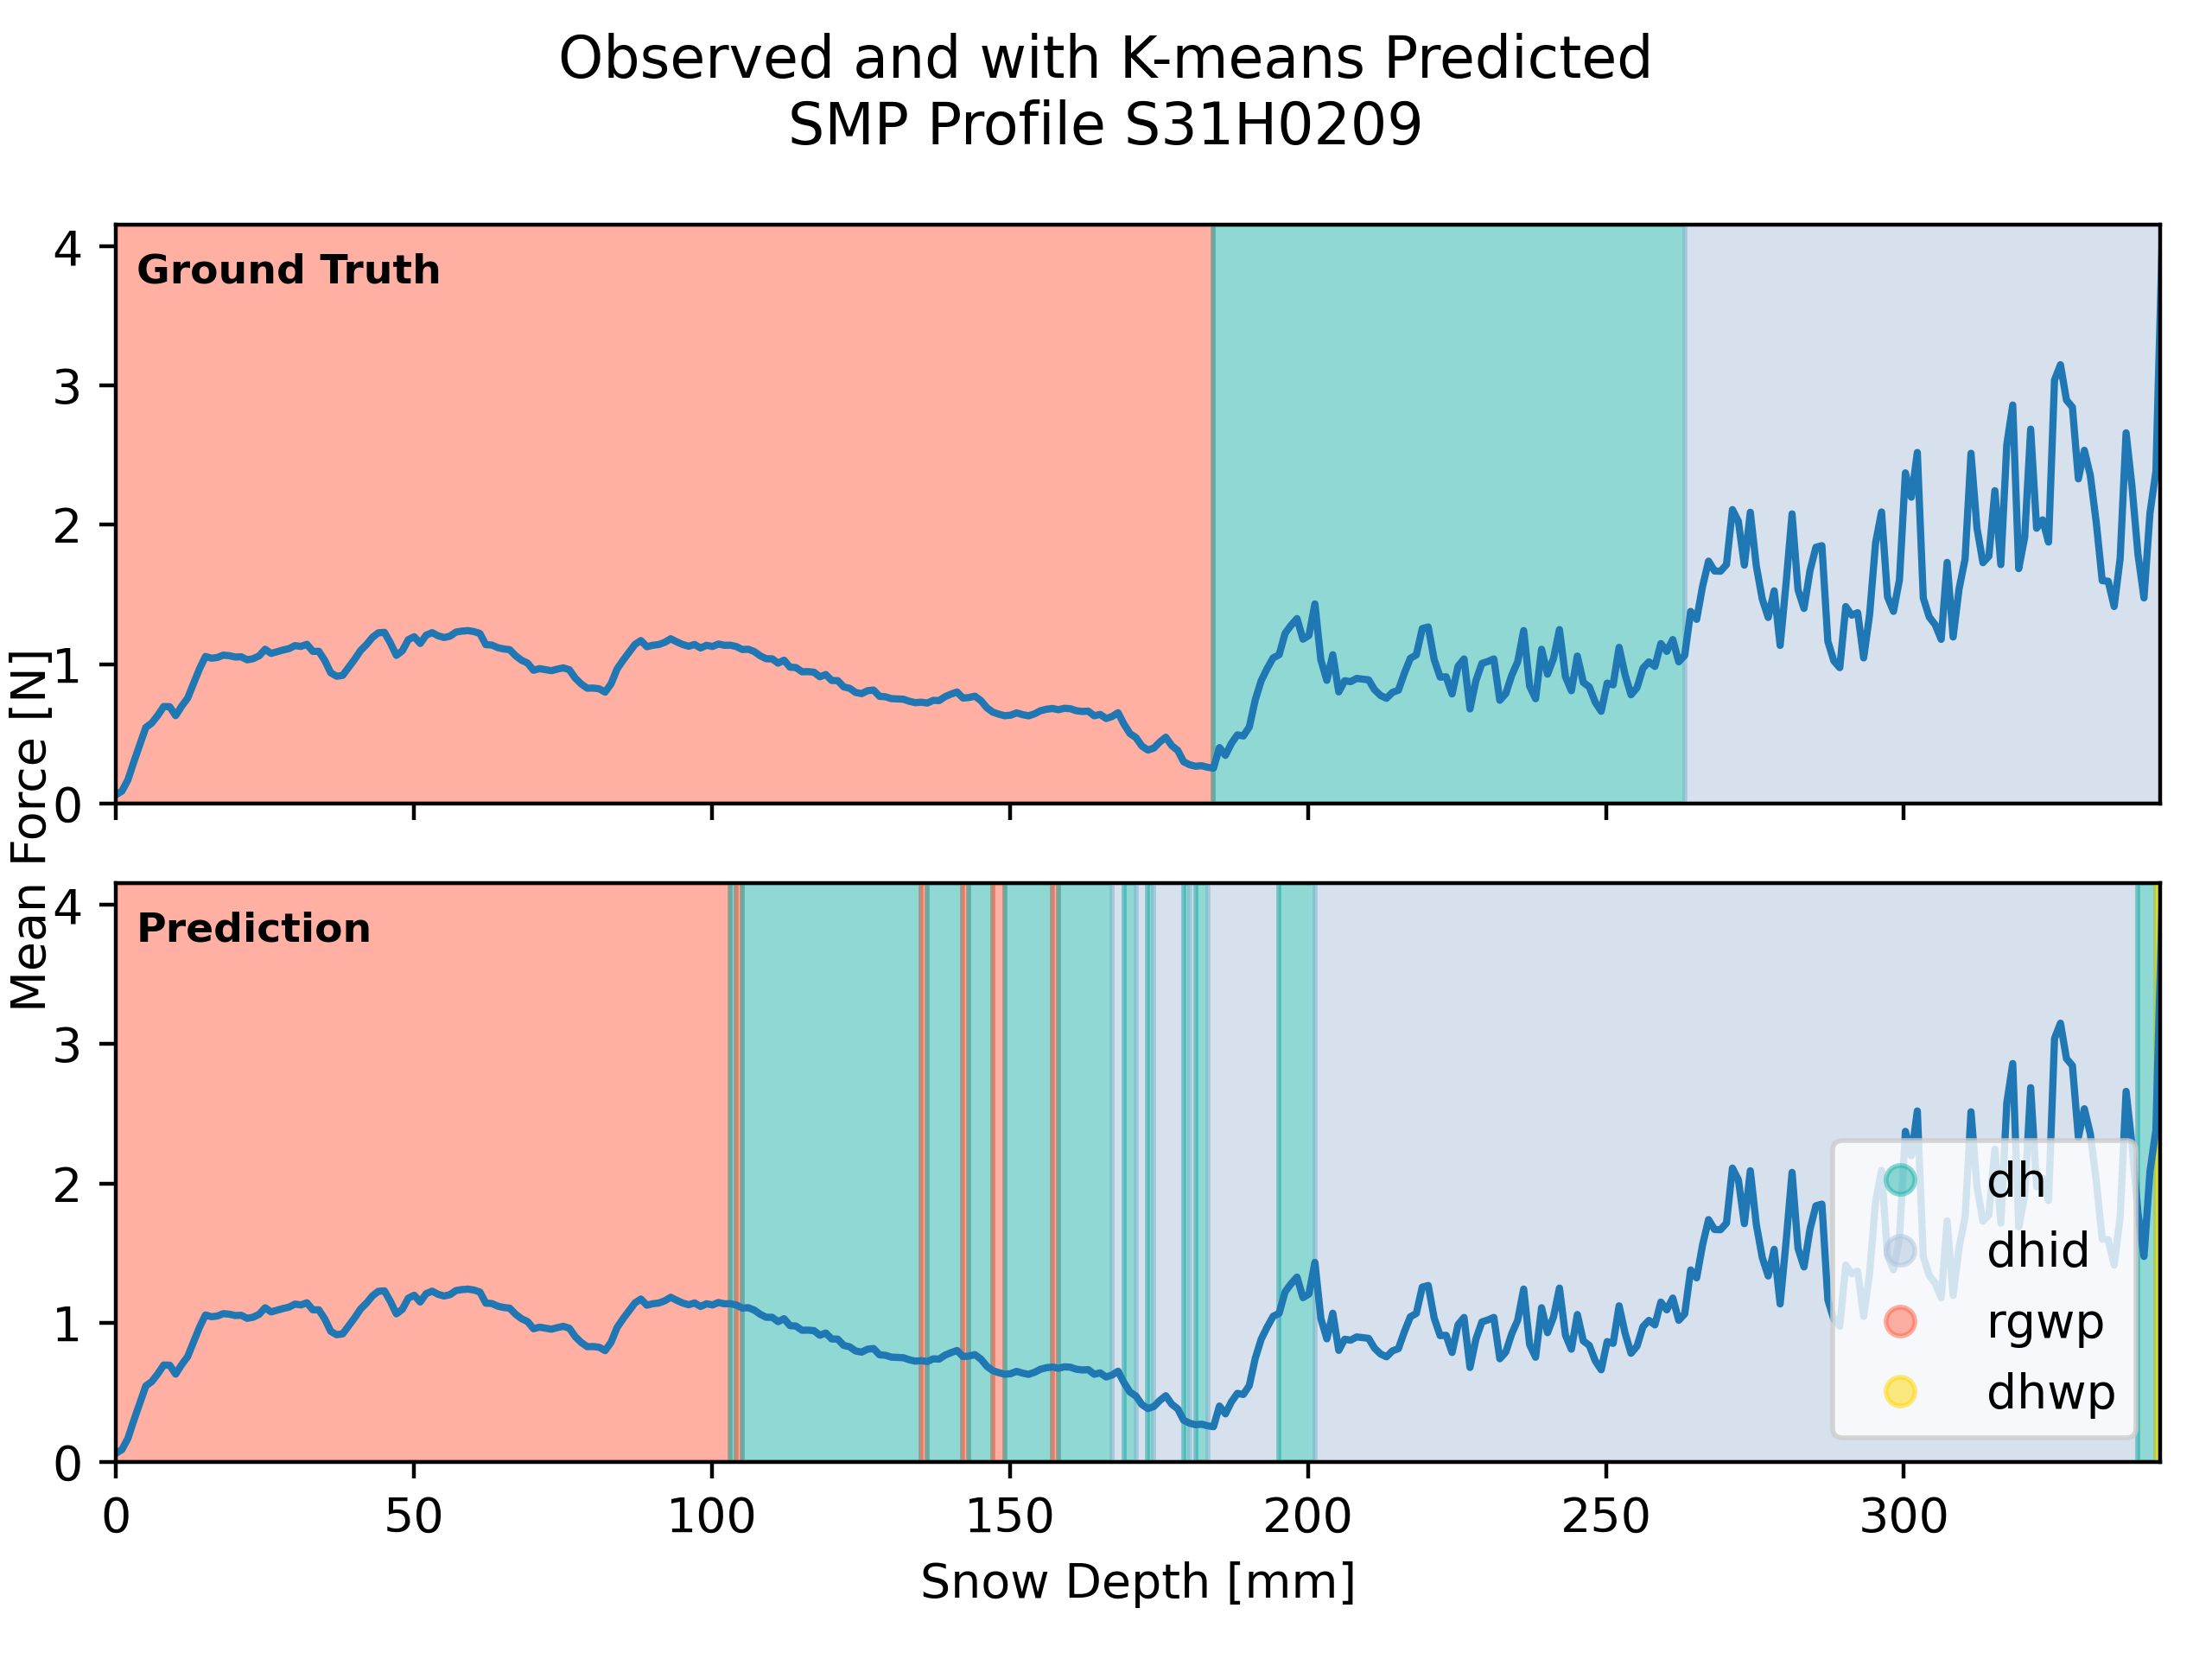 Observed and with K-means Predicted
SMP Profile S31H0209
Ground Truth
4
3
2
1
0
Mean Force [N]
Prediction
4
3
2
1
0
dh
dhid
rgwp
dhwp
0 50 100 150 200 250 300
Snow Depth [mm]